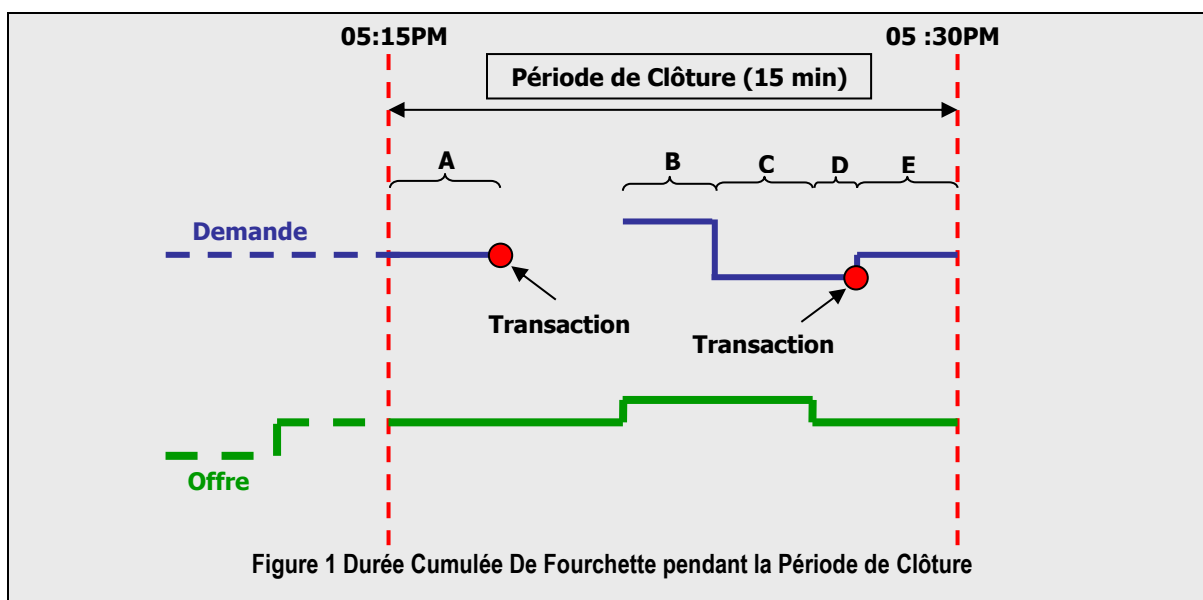 05:15PM
05 :30PM
Période de Clôture (15 min)
A
B
C
D
E
Demande
Transaction
Transaction
Offre
Figure 1 Durée Cumulée De Fourchette pendant la Période de Clôture